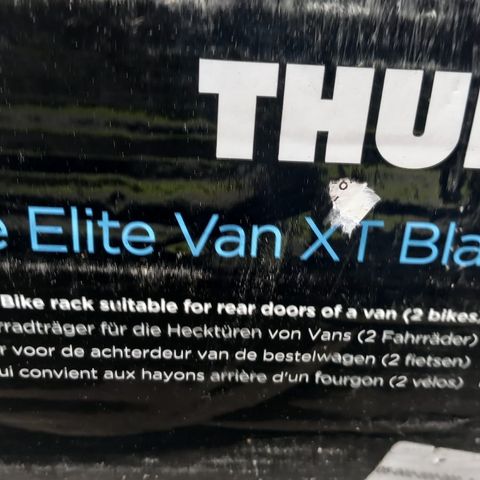 THU
e Elite Van XT Bla
Bike rack suitable for rear doors of a van (2 bikes
rradträger für die Hecktüren von Vans (2 Fahrräder)
r voor de achterdeur van de bestelwagen (2 fietsen)
ui convient aux hayons arrière d'un fourgon (2 vélos)